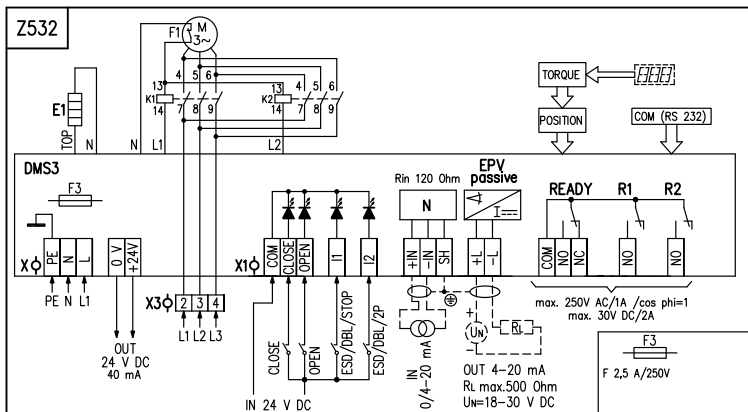 Z532
F1
M
3~
4 5 6
4 5 6
13
K1
14
7 8 9
13
K2
14
7 8 9
E1
TOP
N
N
L1
L2
TORQUE
POSITION
COM (RS 232)
DMS3
F3
Rin 120 Ohm
N
EPV
passive
I
READY
R1
R2
X
PE
N
L
0 V
+24V
X1
COM
CLOSE
OPEN
I1
I2
+IN
-IN
SH
+L
-L
COM
NO
NC
NO
NO
PE N L1
X3
2 3 4
L1 L2 L3
OUT
24 V DC
40 mA
CLOSE
OPEN
ESD/DBL/STOP
ESD/DBL/2P
IN 24 V DC
IN
0/4-20 mA
+
UN
−
RL
OUT 4-20 mA
RL max.500 Ohm
UN=18-30 V DC
max. 250V AC/1A /cos phi=1
max. 30V DC/2A
F3
F 2,5 A/250V